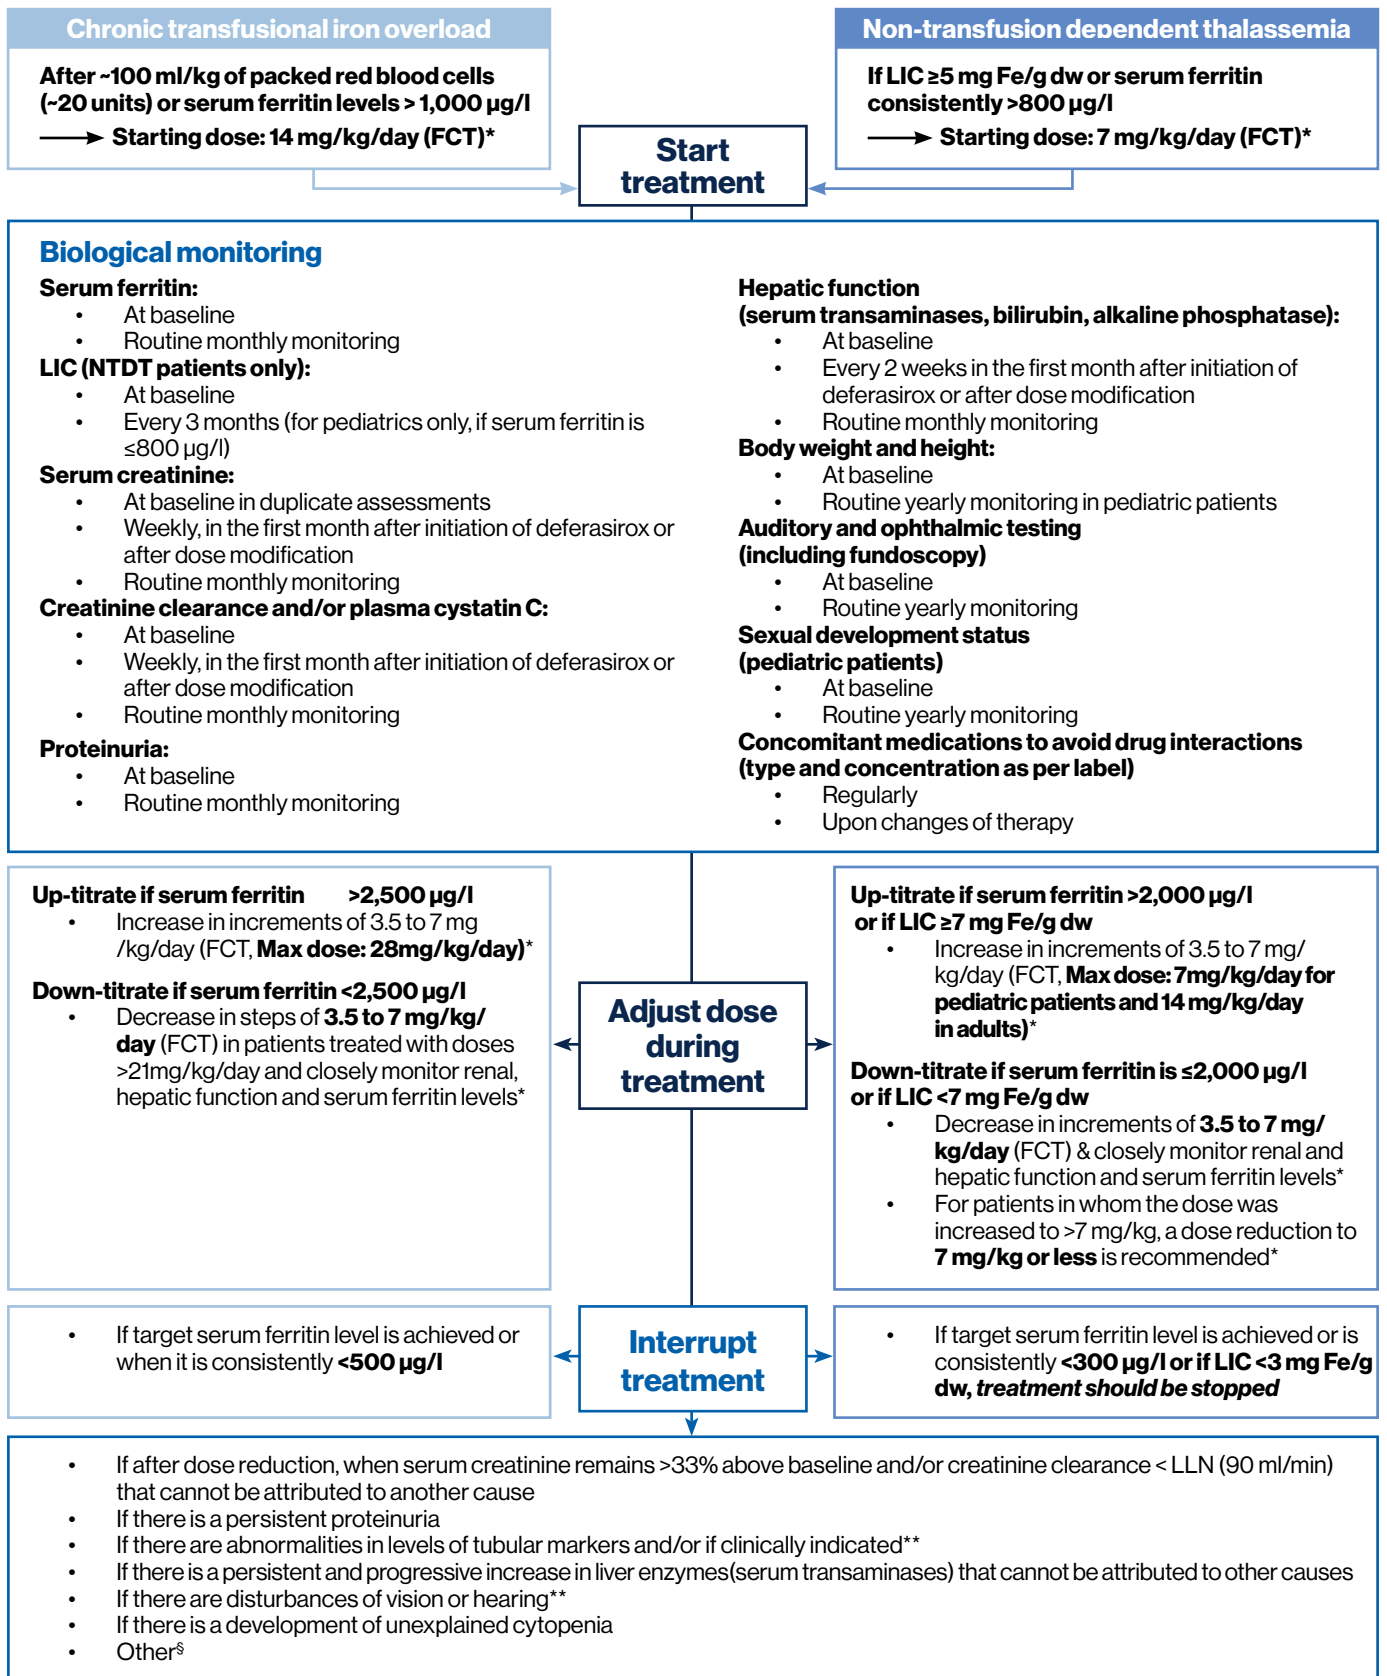 Chronic transfusional iron overload
After ~100 ml/kg of packed red blood cells
(~20 units) or serum ferritin levels > 1,000 µg/l
Starting dose: 14 mg/kg/day (FCT)*
Non-transfusion dependent thalassemia
If LIC ≥5 mg Fe/g dw or serum ferritin
consistently >800 µg/l
Starting dose: 7 mg/kg/day (FCT)*
Start
treatment
Biological monitoring
Serum ferritin:
• At baseline
• Routine monthly monitoring
LIC (NTDT patients only):
• At baseline
• Every 3 months (for pediatrics only, if serum ferritin is
≤800 µg/l)
Serum creatinine:
• At baseline in duplicate assessments
• Weekly, in the first month after initiation of deferasirox or
after dose modification
• Routine monthly monitoring
Creatinine clearance and/or plasma cystatin C:
• At baseline
• Weekly, in the first month after initiation of deferasirox or
after dose modification
• Routine monthly monitoring
Proteinuria:
• At baseline
• Routine monthly monitoring
Hepatic function
(serum transaminases, bilirubin, alkaline phosphatase):
• At baseline
• Every 2 weeks in the first month after initiation of
deferasirox or after dose modification
• Routine monthly monitoring
Body weight and height:
• At baseline
• Routine yearly monitoring in pediatric patients
Auditory and ophthalmic testing
(including fundoscopy)
• At baseline
• Routine yearly monitoring
Sexual development status
(pediatric patients)
• At baseline
• Routine yearly monitoring
Concomitant medications to avoid drug interactions
(type and concentration as per label)
• Regularly
• Upon changes of therapy
Up-titrate if serum ferritin >2,500 µg/l
• Increase in increments of 3.5 to 7 mg
/kg/day (FCT, Max dose: 28mg/kg/day)*
Down-titrate if serum ferritin <2,500 µg/l
• Decrease in steps of 3.5 to 7 mg/kg/
day (FCT) in patients treated with doses
>21mg/kg/day and closely monitor renal,
hepatic function and serum ferritin levels*
Adjust dose
during
treatment
Up-titrate if serum ferritin >2,000 µg/l
or if LIC ≥7 mg Fe/g dw
• Increase in increments of 3.5 to 7 mg/
kg/day (FCT, Max dose: 7mg/kg/day for
pediatric patients and 14 mg/kg/day
in adults)*
Down-titrate if serum ferritin is ≤2,000 µg/l
or if LIC <7 mg Fe/g dw
• Decrease in increments of 3.5 to 7 mg/
kg/day (FCT) & closely monitor renal and
hepatic function and serum ferritin levels*
• For patients in whom the dose was
increased to >7 mg/kg, a dose reduction to
7 mg/kg or less is recommended*
• If target serum ferritin level is achieved or
when it is consistently <500 µg/l
Interrupt
treatment
• If target serum ferritin level is achieved or is
consistently <300 µg/l or if LIC <3 mg Fe/g
dw, treatment should be stopped
• If after dose reduction, when serum creatinine remains >33% above baseline and/or creatinine clearance < LLN (90 ml/min)
that cannot be attributed to another cause
• If there is a persistent proteinuria
• If there are abnormalities in levels of tubular markers and/or if clinically indicated**
• If there is a persistent and progressive increase in liver enzymes(serum transaminases) that cannot be attributed to other causes
• If there are disturbances of vision or hearing**
• If there is a development of unexplained cytopenia
• Other§